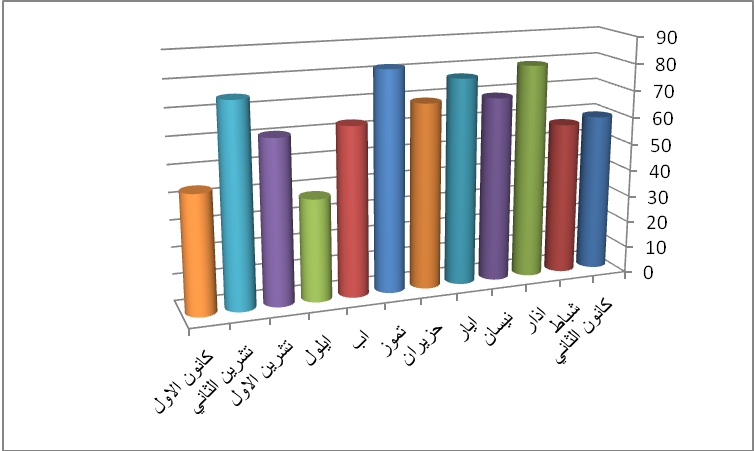 90
80
70
60
50
40
30
20
10
0
كانون الثاني
شباط
اذار
نيسان
ايار
حزيران
تموز
اب
ايلول
تشرين الاول
تشرين الثاني
كانون الاول